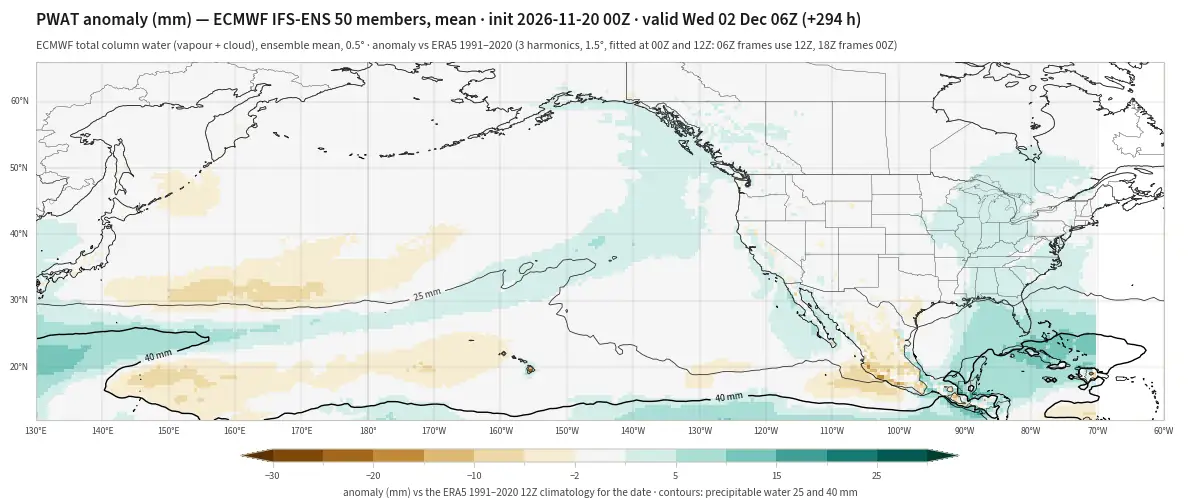 PWAT anomaly (mm) — ECMWF IFS-ENS 50 members, mean · init 2026-11-20 00Z · valid Wed 02 Dec 06Z (+294 h)
ECMWF total column water (vapour + cloud), ensemble mean, 0.5° · anomaly vs ERA5 1991–2020 (3 harmonics, 1.5°, fitted at 00Z and 12Z: 06Z frames use 12Z, 18Z frames 00Z)
60°N
50°N
40°N
30°N
20°N
25 mm
40 mm
40 mm
130°E 140°E 150°E 160°E 170°E 180° 170°W 160°W 150°W 140°W 130°W 120°W 110°W 100°W 90°W 80°W 70°W 60°W
−30 −20 −10 −2 5 15 25
anomaly (mm) vs the ERA5 1991–2020 12Z climatology for the date · contours: precipitable water 25 and 40 mm